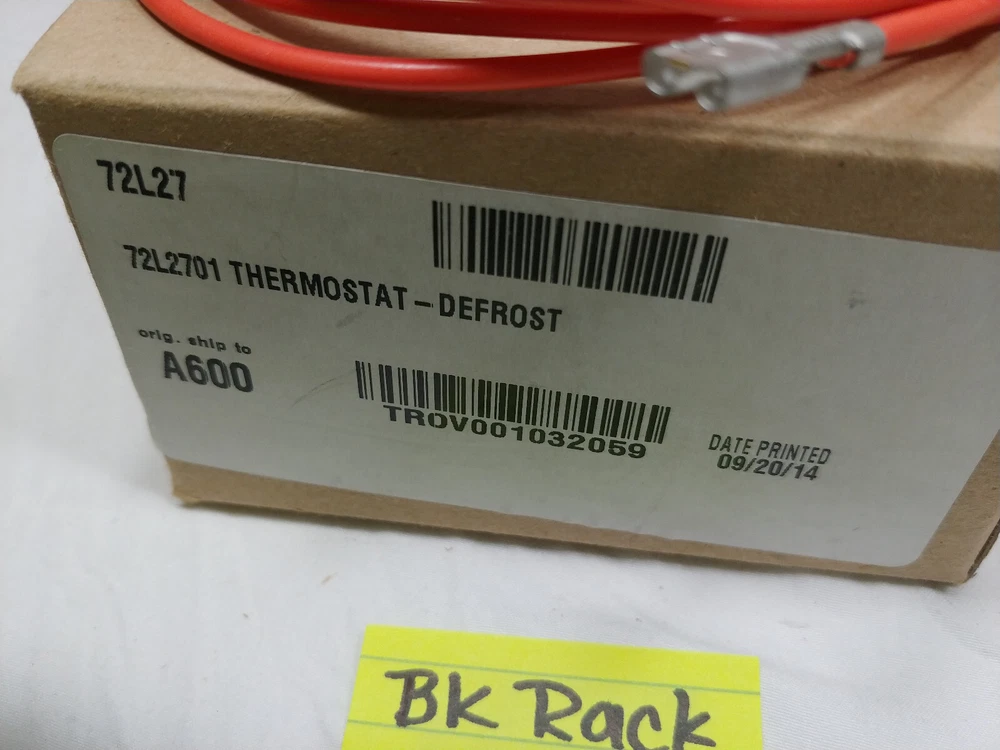 72L27
72L2701 THERMOSTAT – DEFROST
orig. ship to
A600
TROV001032059
DATE PRINTED
09/20/14
BK Rack